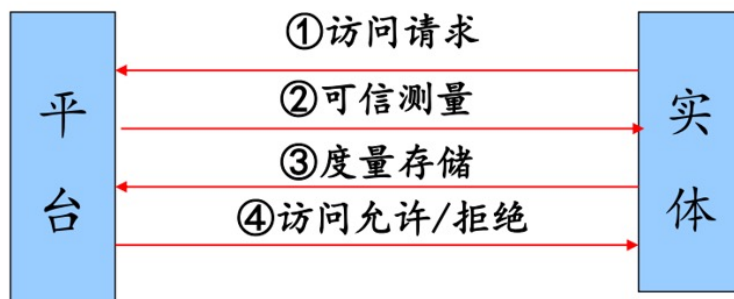 ①访问请求
②可信测量
③度量存储
④访问允许/拒绝
平台
实体